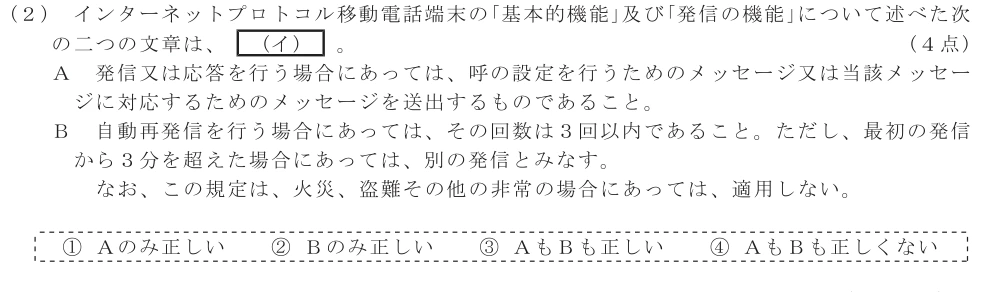 (2) インターネットプロトコル移動電話端末の「基本的機能」及び「発信の機能」について述べた次
の二つの文章は、 (イ) 。 (4点)
A 発信又は応答を行う場合にあっては、呼の設定を行うためのメッセージ又は当該メッセー
ジに対応するためのメッセージを送出するものであること。
B 自動再発信を行う場合にあっては、その回数は3回以内であること。ただし、最初の発信
から3分を超えた場合にあっては、別の発信とみなす。
なお、この規定は、火災、盗難その他の非常の場合にあっては、適用しない。
① Aのみ正しい ② Bのみ正しい ③ AもBも正しい ④ AもBも正しくない